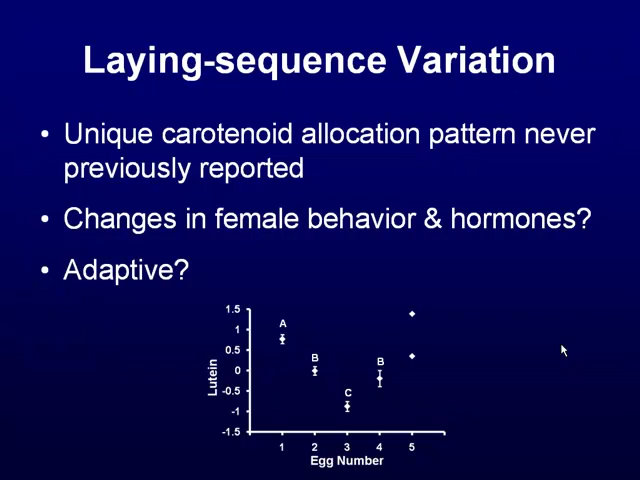 Laying-sequence Variation
• Unique carotenoid allocation pattern never
previously reported
• Changes in female behavior & hormones?
• Adaptive?
1.5
1
0.5
0
-0.5
-1
-1.5
Lutein
A
B
C
B
1 2 3 4 5
Egg Number